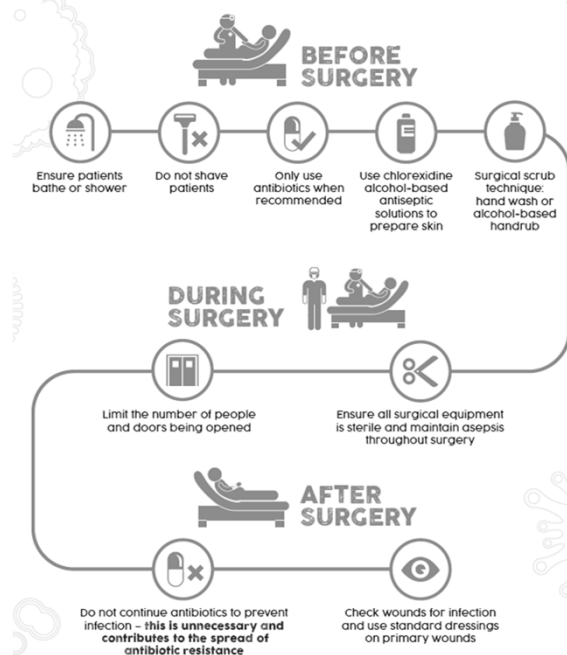 BEFORE
SURGERY
Ensure patients
bathe or shower
Do not shave
patients
Only use
antibiotics when
recommended
Use chlorexidine
alcohol-based
antiseptic
solutions to
prepare skin
Surgical scrub
technique:
hand wash or
alcohol-based
handrub
DURING
SURGERY
Limit the number of people
and doors being opened
Ensure all surgical equipment
is sterile and maintain asepsis
throughout surgery
AFTER
SURGERY
Do not continue antibiotics to prevent
infection – this is unnecessary and
contributes to the spread of
antibiotic resistance
Check wounds for infection
and use standard dressings
on primary wounds